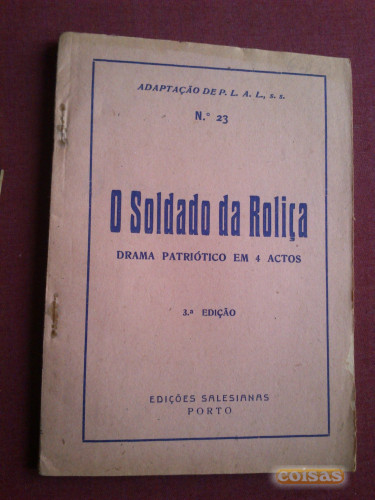 ADAPTAÇÃO DE P. L. A. L., s. s.
N.º 23
O Soldado da Roliça
DRAMA PATRIÓTICO EM 4 ACTOS
3.ª EDIÇÃO
EDIÇÕES SALESIANAS
PORTO
coisas